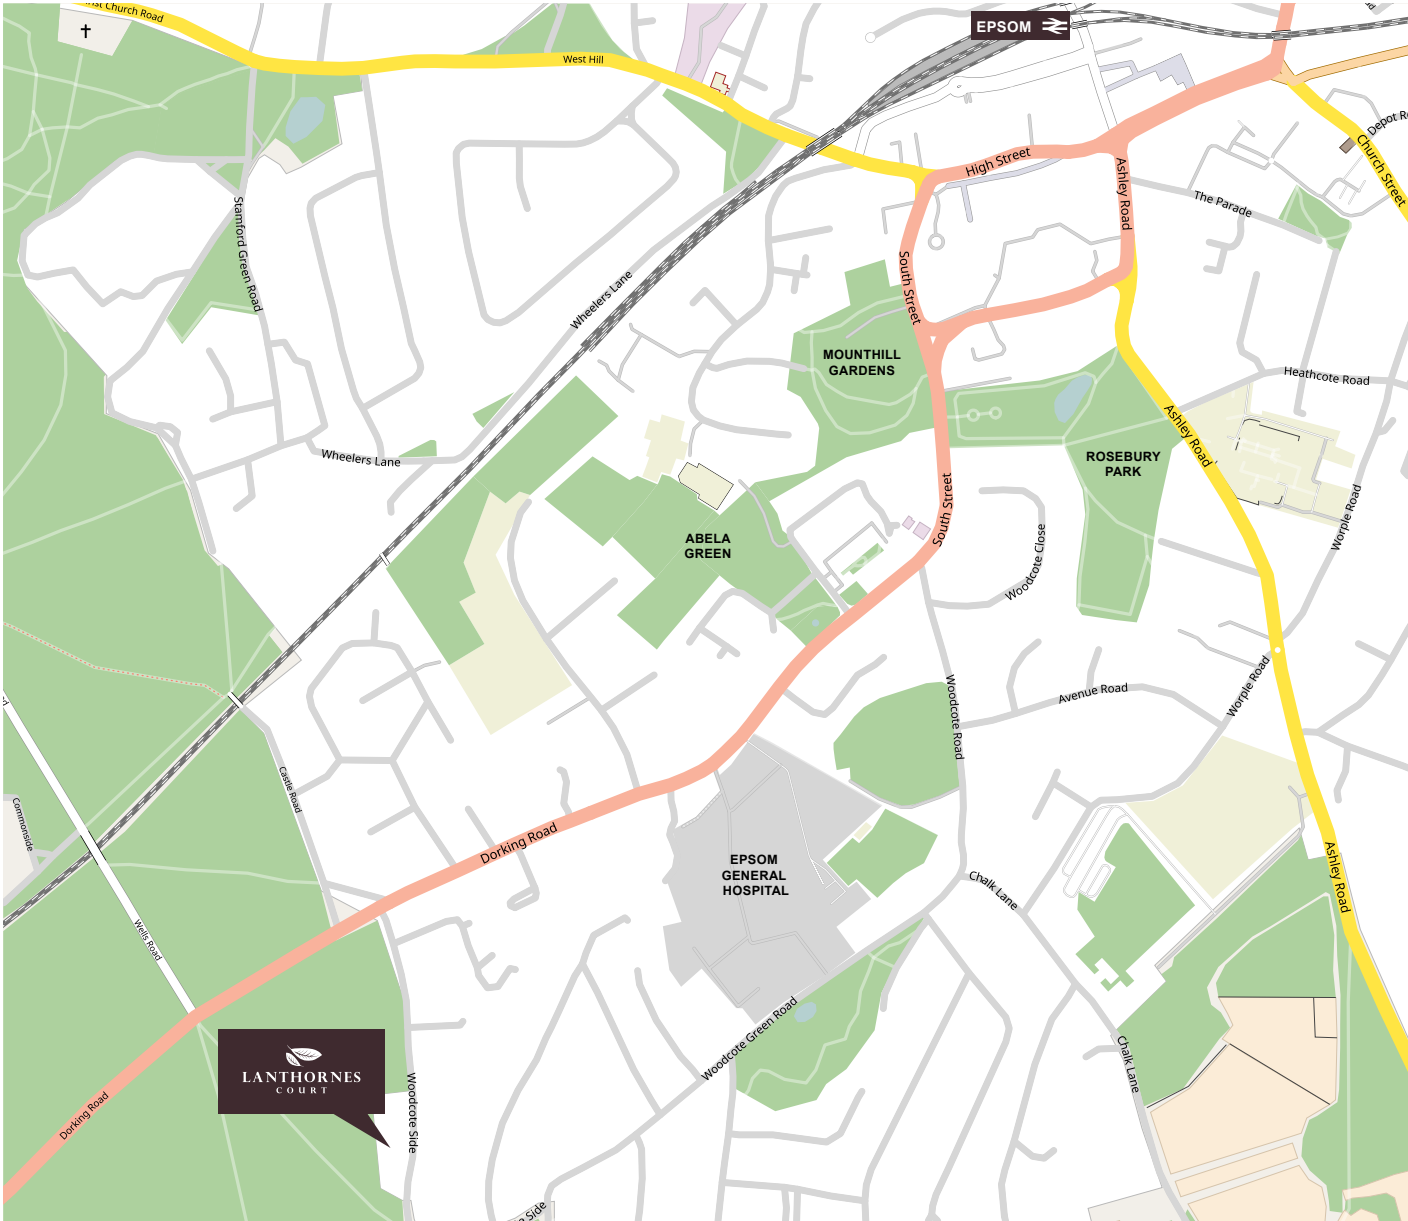 rist Church Road
EPSOM
West Hill
Depot R
Church Street
High Street
Ashley Road
The Parade
Stamford Green Road
South Street
Wheelers Lane
MOUNTHILL
GARDENS
Heathcote Road
Ashley Road
Wheelers Lane
ROSEBURY
PARK
South Street
Worple Road
ABELA
GREEN
Woodcote Close
Woodcote Road
Avenue Road
Worple Road
Castle Road
Commonside
Dorking Road
EPSOM
GENERAL
HOSPITAL
Chalk Lane
Ashley Road
Wells Road
Woodcote Green Road
Chalk Lane
LANTHORNES
COURT
Woodcote Side
Dorking Road
Side